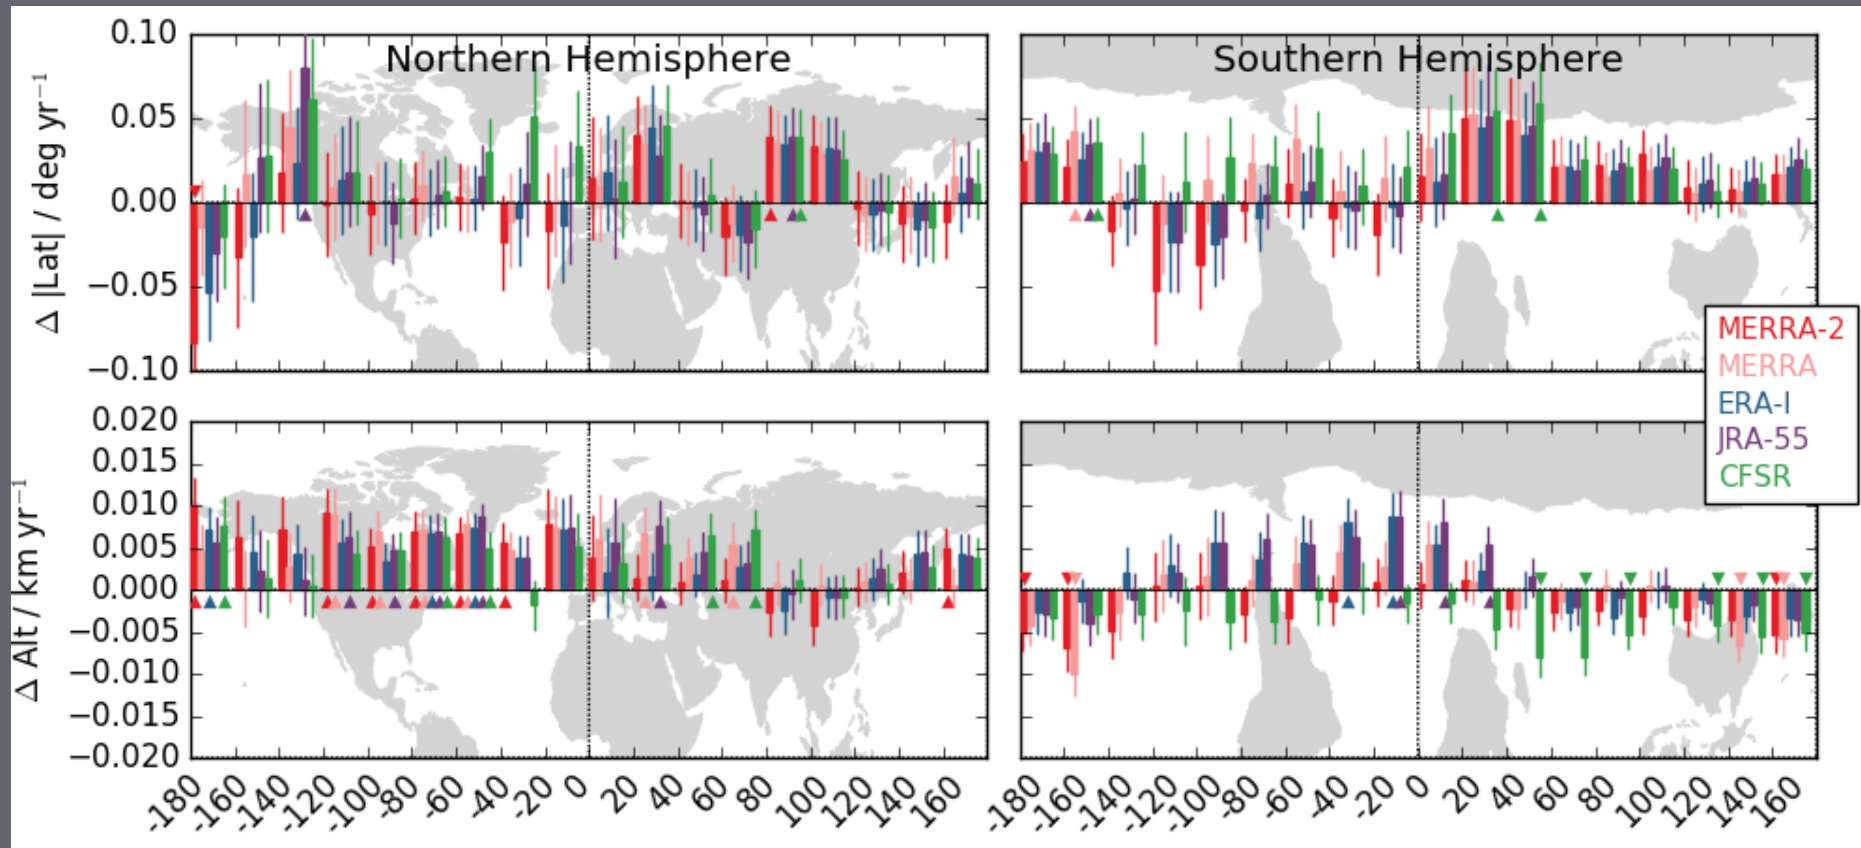 Northern Hemisphere
Southern Hemisphere
Δ |Lat| / deg yr⁻¹
0.10
0.05
0.00
−0.05
−0.10
MERRA-2
MERRA
ERA-I
JRA-55
CFSR
Δ Alt / km yr⁻¹
0.020
0.015
0.010
0.005
0.000
−0.005
−0.010
−0.015
−0.020
-180 -160 -140 -120 -100 -80 -60 -40 -20 0 20 40 60 80 100 120 140 160
-180 -160 -140 -120 -100 -80 -60 -40 -20 0 20 40 60 80 100 120 140 160